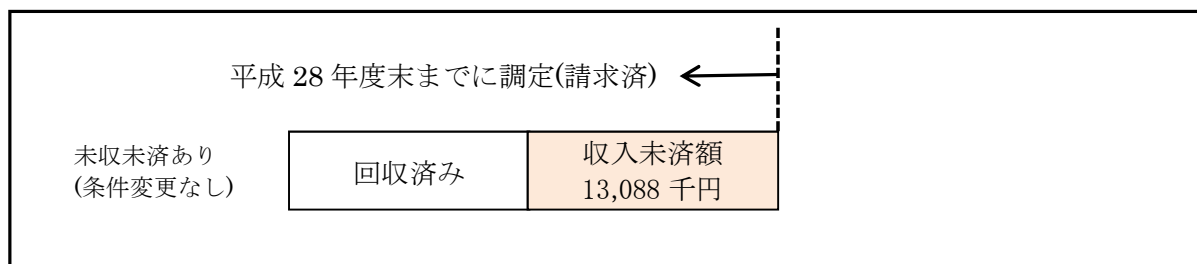 平成 28 年度末までに調定(請求済)
未収未済あり
(条件変更なし)
回収済み
収入未済額
13,088 千円